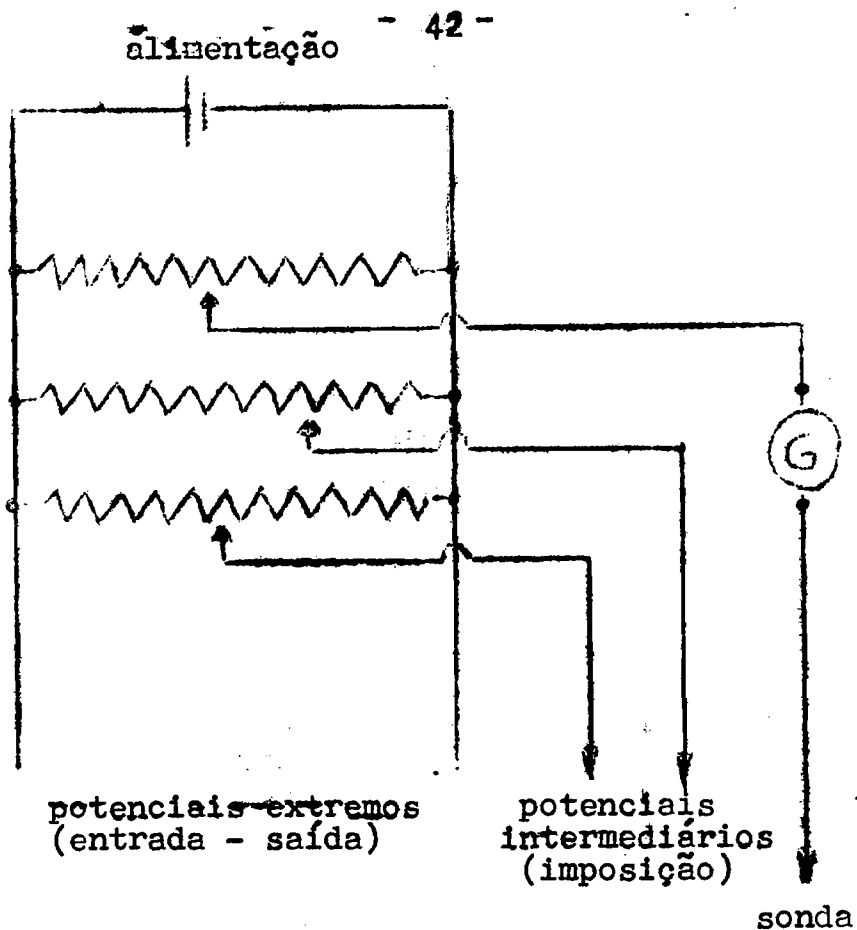 - 42 -
alimentação
G
potenciais extremos
(entrada - saída)
potenciais
intermediários
(imposição)
sonda